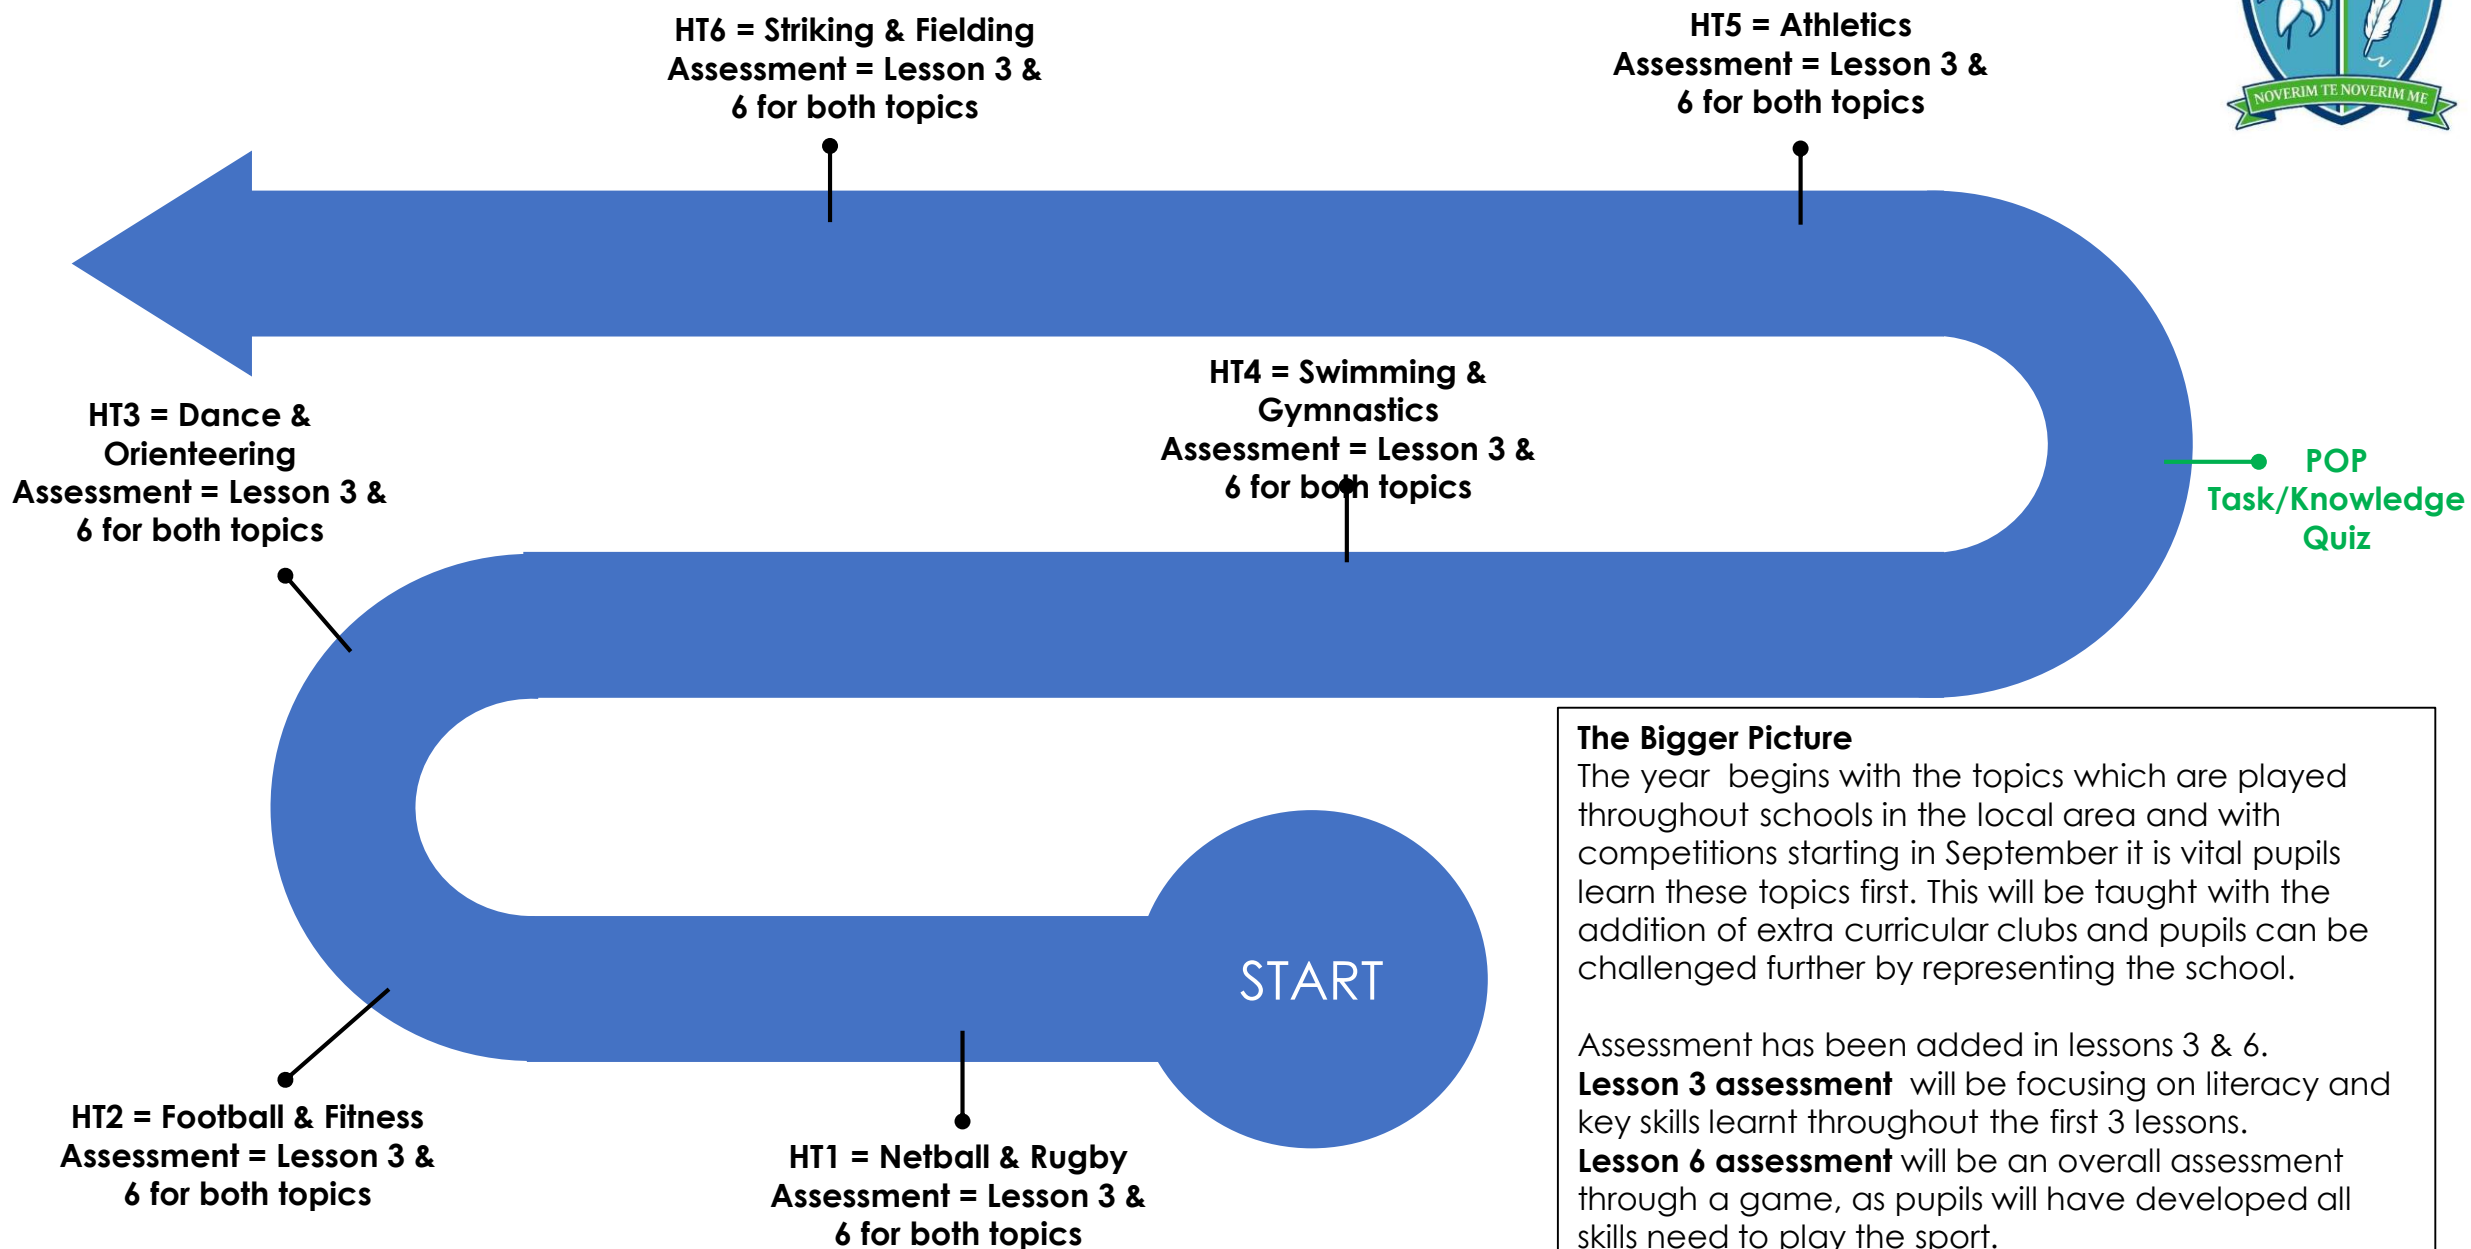 HT6 = Striking & Fielding
Assessment = Lesson 3 &
6 for both topics
HT5 = Athletics
Assessment = Lesson 3 &
6 for both topics
NOVERIM TE NOVERIM ME
HT3 = Dance &
Orienteering
Assessment = Lesson 3 &
6 for both topics
HT4 = Swimming &
Gymnastics
Assessment = Lesson 3 &
6 for both topics
POP
Task/Knowledge
Quiz
START
HT2 = Football & Fitness
Assessment = Lesson 3 &
6 for both topics
HT1 = Netball & Rugby
Assessment = Lesson 3 &
6 for both topics
The Bigger Picture
The year begins with the topics which are played
throughout schools in the local area and with
competitions starting in September it is vital pupils
learn these topics first. This will be taught with the
addition of extra curricular clubs and pupils can be
challenged further by representing the school.
Assessment has been added in lessons 3 & 6.
Lesson 3 assessment will be focusing on literacy and
key skills learnt throughout the first 3 lessons.
Lesson 6 assessment will be an overall assessment
through a game, as pupils will have developed all
skills need to play the sport.